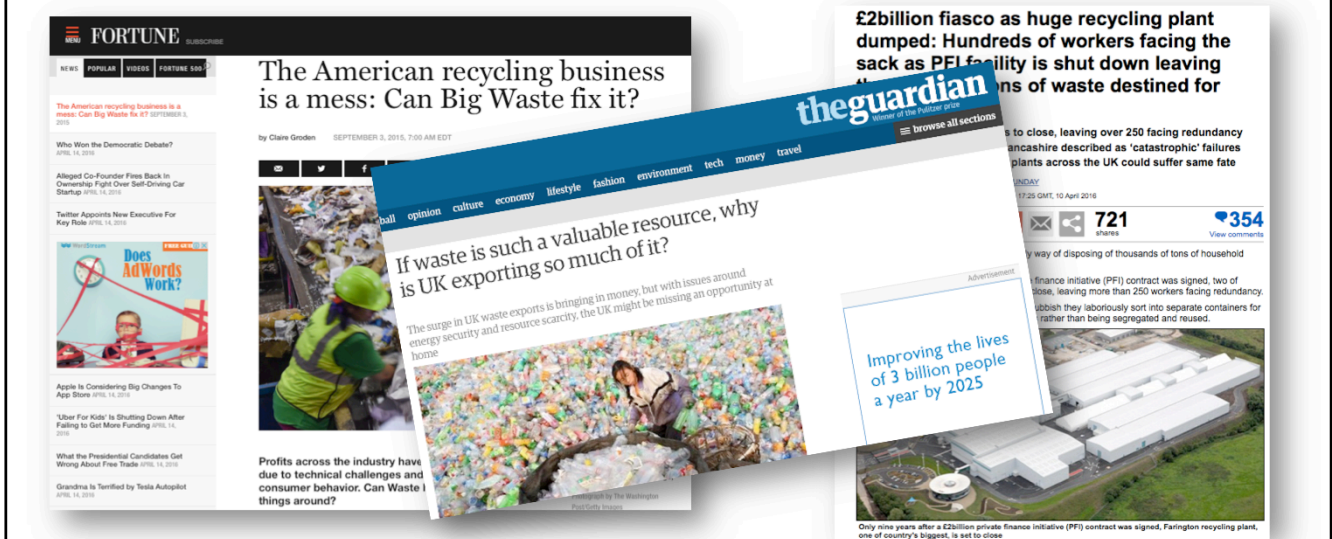 MENU
FORTUNE SUBSCRIBE
NEWS POPULAR VIDEOS FORTUNE 500
The American recycling business is a
mess: Can Big Waste fix it? SEPTEMBER 3,
2015
Who Won the Democratic Debate?
APRIL 14, 2016
Alleged Co-Founder Fires Back In
Ownership Fight Over Self-Driving Car
Startup APRIL 14, 2016
Twitter Appoints New Executive For
Key Role APRIL 14, 2016
WordStream
Does
AdWords
Work?
Apple Is Considering Big Changes To
App Store APRIL 14, 2016
'Uber For Kids' Is Shutting Down After
Failing to Get More Funding APRIL 14,
2016
What the Presidential Candidates Get
Wrong About Free Trade APRIL 14, 2016
Grandma Is Terrified by Tesla Autopilot
APRIL 14, 2016
The American recycling business
is a mess: Can Big Waste fix it?
by Claire Groden SEPTEMBER 3, 2015, 7:00 AM EDT
Profits across the industry have
due to technical challenges and
consumer behavior. Can Waste
things around?
Photograph by The Washington
Post/Getty Images
theguardian
Winner of the Pulitzer prize
browse all sections
ball opinion culture economy lifestyle fashion environment tech money travel
If waste is such a valuable resource, why
is UK exporting so much of it?
The surge in UK waste exports is bringing in money, but with issues around
energy security and resource scarcity, the UK might be missing an opportunity at
home
Advertisement
Improving the lives
of 3 billion people
a year by 2025
£2billion fiasco as huge recycling plant
dumped: Hundreds of workers facing the
sack as PFI facility is shut down leaving
ons of waste destined for
s to close, leaving over 250 facing redundancy
ancashire described as 'catastrophic' failures
plants across the UK could suffer same fate
17:25 GMT, 10 April 2016
721
shares
354
View comments
y way of disposing of thousands of tons of household
finance initiative (PFI) contract was signed, two of
close, leaving more than 250 workers facing redundancy.
ubbish they laboriously sort into separate containers for
rather than being segregated and reused.
Only nine years after a £2billion private finance initiative (PFI) contract was signed, Farington recycling plant,
one of country's biggest, is set to close